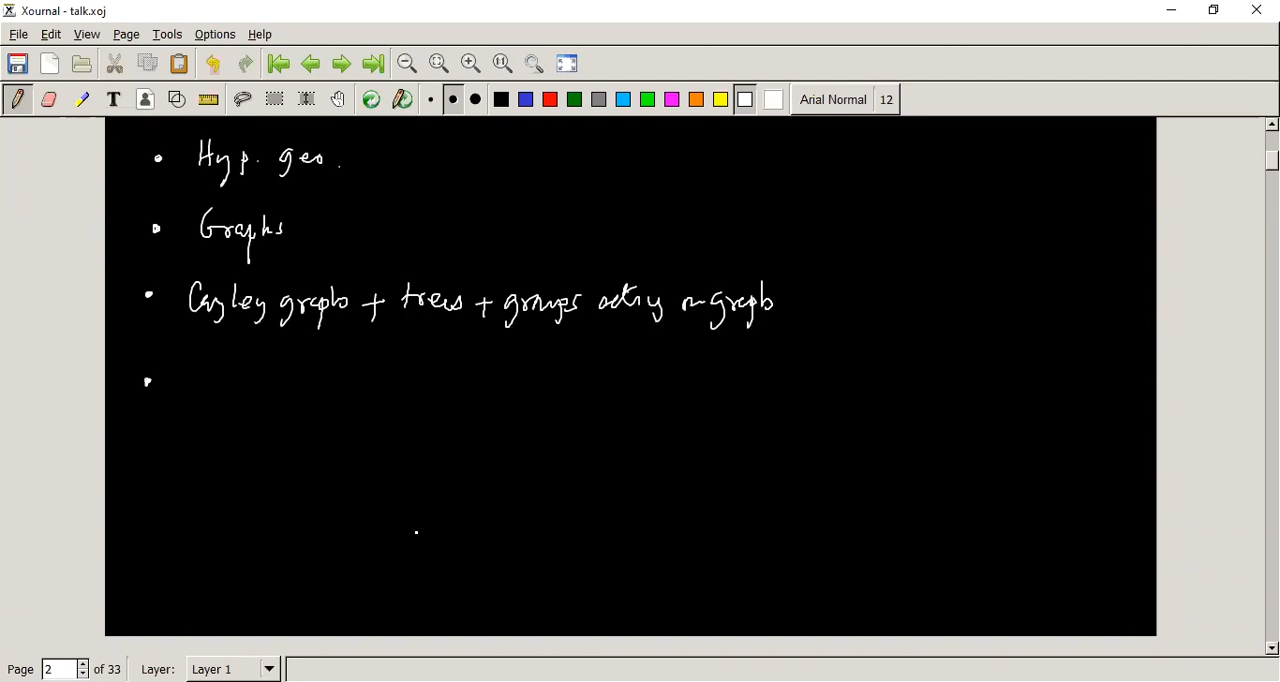 Xournal - talk.xoj
File Edit View Page Tools Options Help
Arial Normal 12
• Hyp. geo.
• Graphs
• Cayley graphs + trees + groups acting on graphs
•
Page 2 of 33 Layer: Layer 1